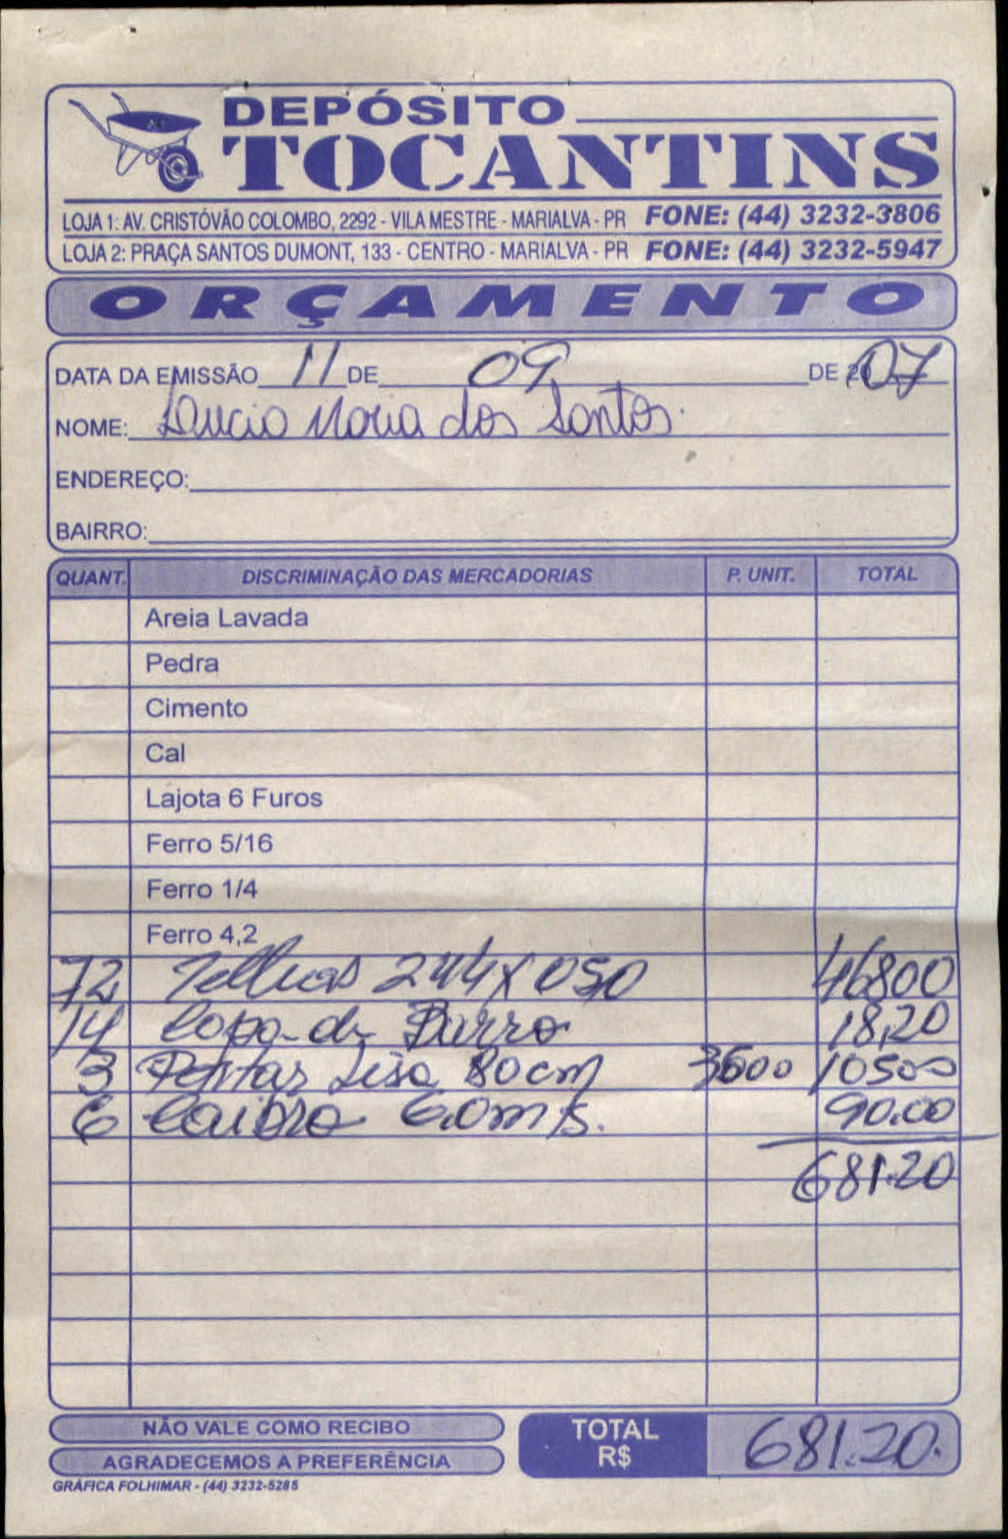 DEPÓSITO
TOCANTINS
LOJA 1: AV. CRISTÓVÃO COLOMBO, 2292 - VILA MESTRE - MARIALVA - PR FONE: (44) 3232-3806
LOJA 2: PRAÇA SANTOS DUMONT, 133 - CENTRO - MARIALVA - PR FONE: (44) 3232-5947
ORÇAMENTO
DATA DA EMISSÃO 11 DE 09 DE 2007
NOME: Maria dos Santos.
ENDEREÇO:
BAIRRO:
QUANT. DISCRIMINAÇÃO DAS MERCADORIAS P. UNIT. TOTAL
Areia Lavada
Pedra
Cimento
Cal
Lajota 6 Furos
Ferro 5/16
Ferro 1/4
Ferro 4,2
72 Telhas 244 X 050 46800
14 Capa de Barro 18,20
3 Portas Lisa 80cm 10500
6 Caibro 6.0m/s. 90.00
681.20
NÃO VALE COMO RECIBO
AGRADECEMOS A PREFERÊNCIA
TOTAL R$ 681.20.
GRÁFICA FOLHIMAR - (44) 3232-5285